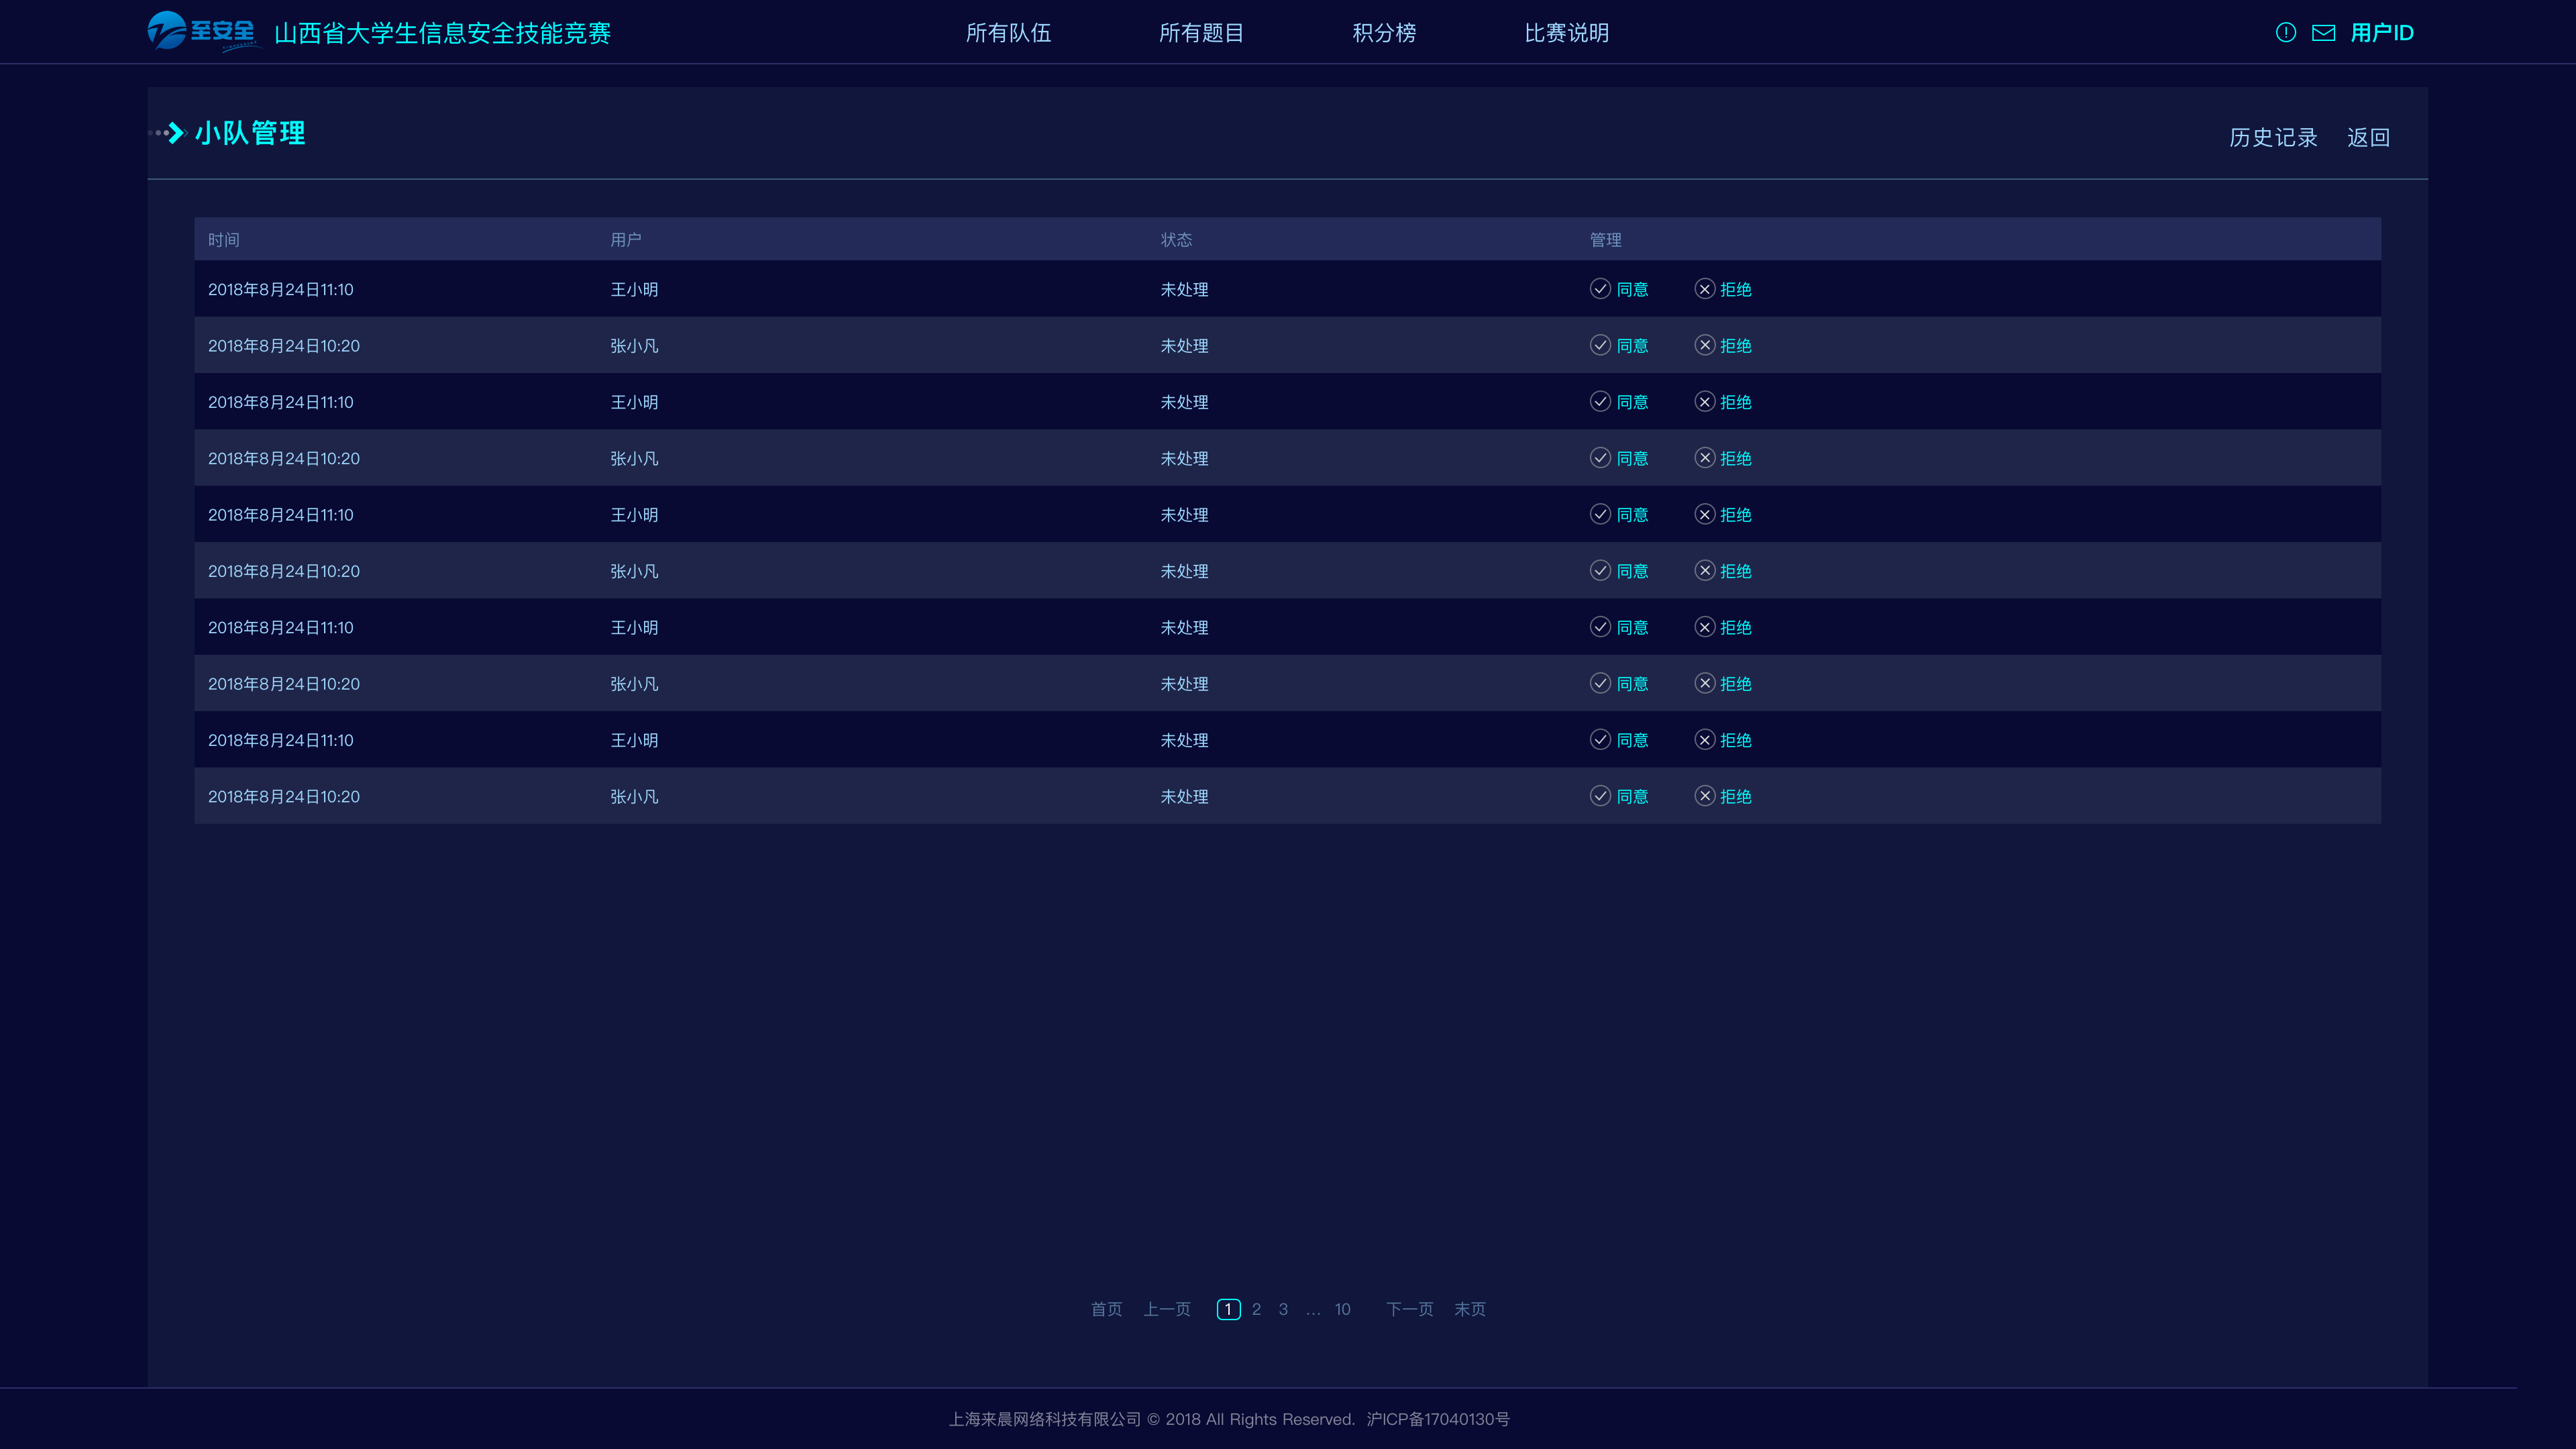 至安全 山西省大学生信息安全技能竞赛 所有队伍 所有题目 积分榜 比赛说明 用户ID
小队管理 历史记录 返回
时间 用户 状态 管理
2018年8月24日11:10 王小明 未处理 同意 拒绝
2018年8月24日10:20 张小凡 未处理 同意 拒绝
2018年8月24日11:10 王小明 未处理 同意 拒绝
2018年8月24日10:20 张小凡 未处理 同意 拒绝
2018年8月24日11:10 王小明 未处理 同意 拒绝
2018年8月24日10:20 张小凡 未处理 同意 拒绝
2018年8月24日11:10 王小明 未处理 同意 拒绝
2018年8月24日10:20 张小凡 未处理 同意 拒绝
2018年8月24日11:10 王小明 未处理 同意 拒绝
2018年8月24日10:20 张小凡 未处理 同意 拒绝
首页 上一页 1 2 3 … 10 下一页 末页
上海来晨网络科技有限公司 © 2018 All Rights Reserved. 沪ICP备17040130号